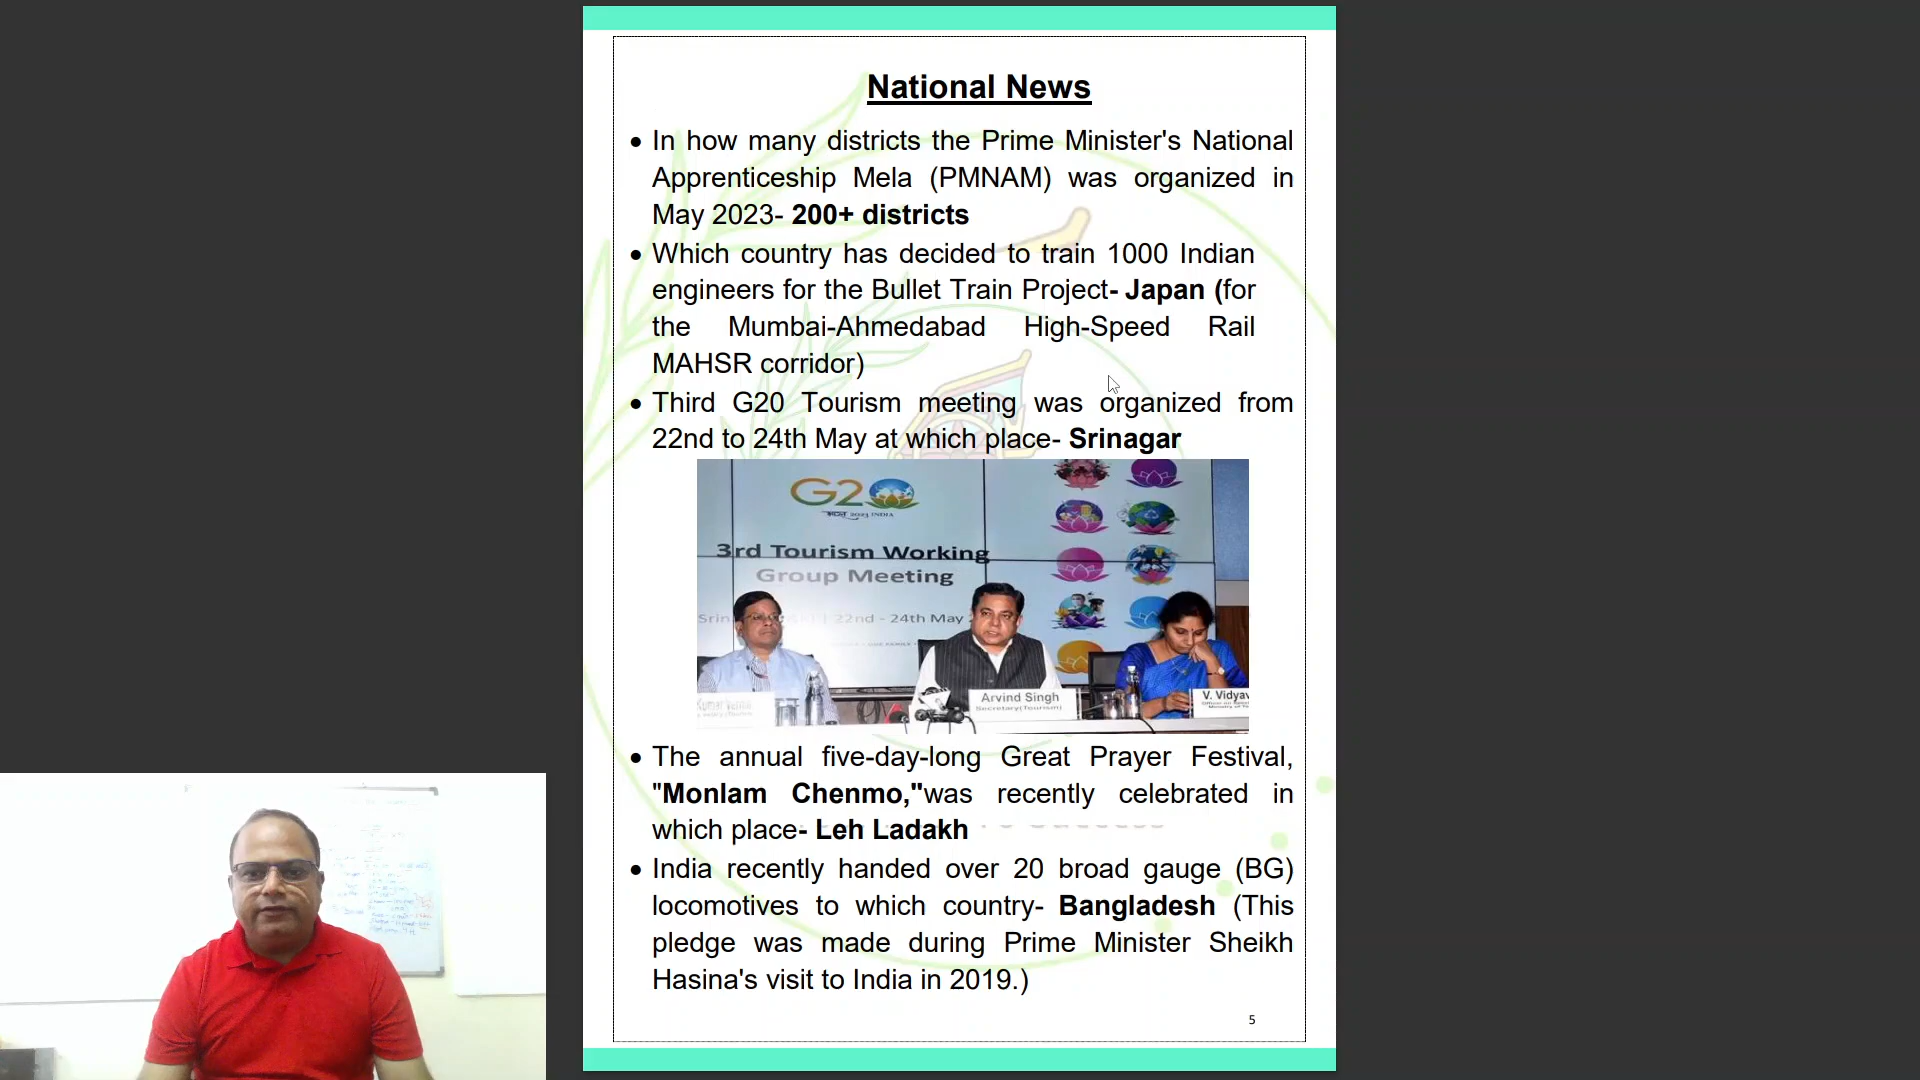 National News
• In how many districts the Prime Minister's National
Apprenticeship Mela (PMNAM) was organized in
May 2023- 200+ districts
• Which country has decided to train 1000 Indian
engineers for the Bullet Train Project- Japan (for
the Mumbai-Ahmedabad High-Speed Rail
MAHSR corridor)
• Third G20 Tourism meeting was organized from
22nd to 24th May at which place- Srinagar
G20
भारत 2023 INDIA
3rd Tourism Working
Group Meeting
22nd - 24th May
Arvind Singh
Secretary(Tourism)
V. Vidyav
• The annual five-day-long Great Prayer Festival,
"Monlam Chenmo,"was recently celebrated in
which place- Leh Ladakh
• India recently handed over 20 broad gauge (BG)
locomotives to which country- Bangladesh (This
pledge was made during Prime Minister Sheikh
Hasina's visit to India in 2019.)
5